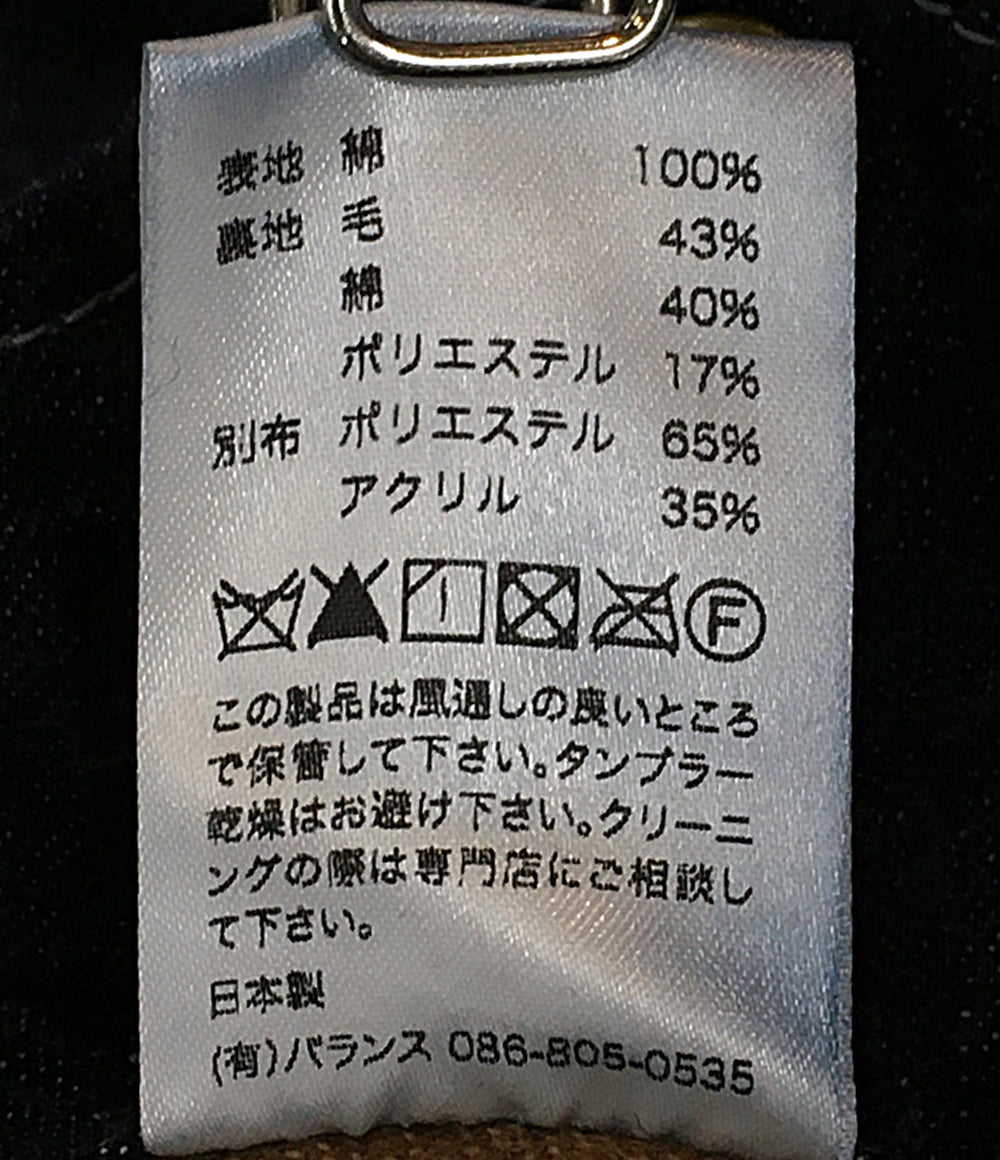 表地 綿 100%
裏地 毛 43%
綿 40%
ポリエステル 17%
別布 ポリエステル 65%
アクリル 35%
F
この製品は風通しの良いところ
で保管して下さい。タンブラー
乾燥はお避け下さい。クリーニ
ングの際は専門店にご相談し
て下さい。
日本製
(有)バランス 086-805-0535